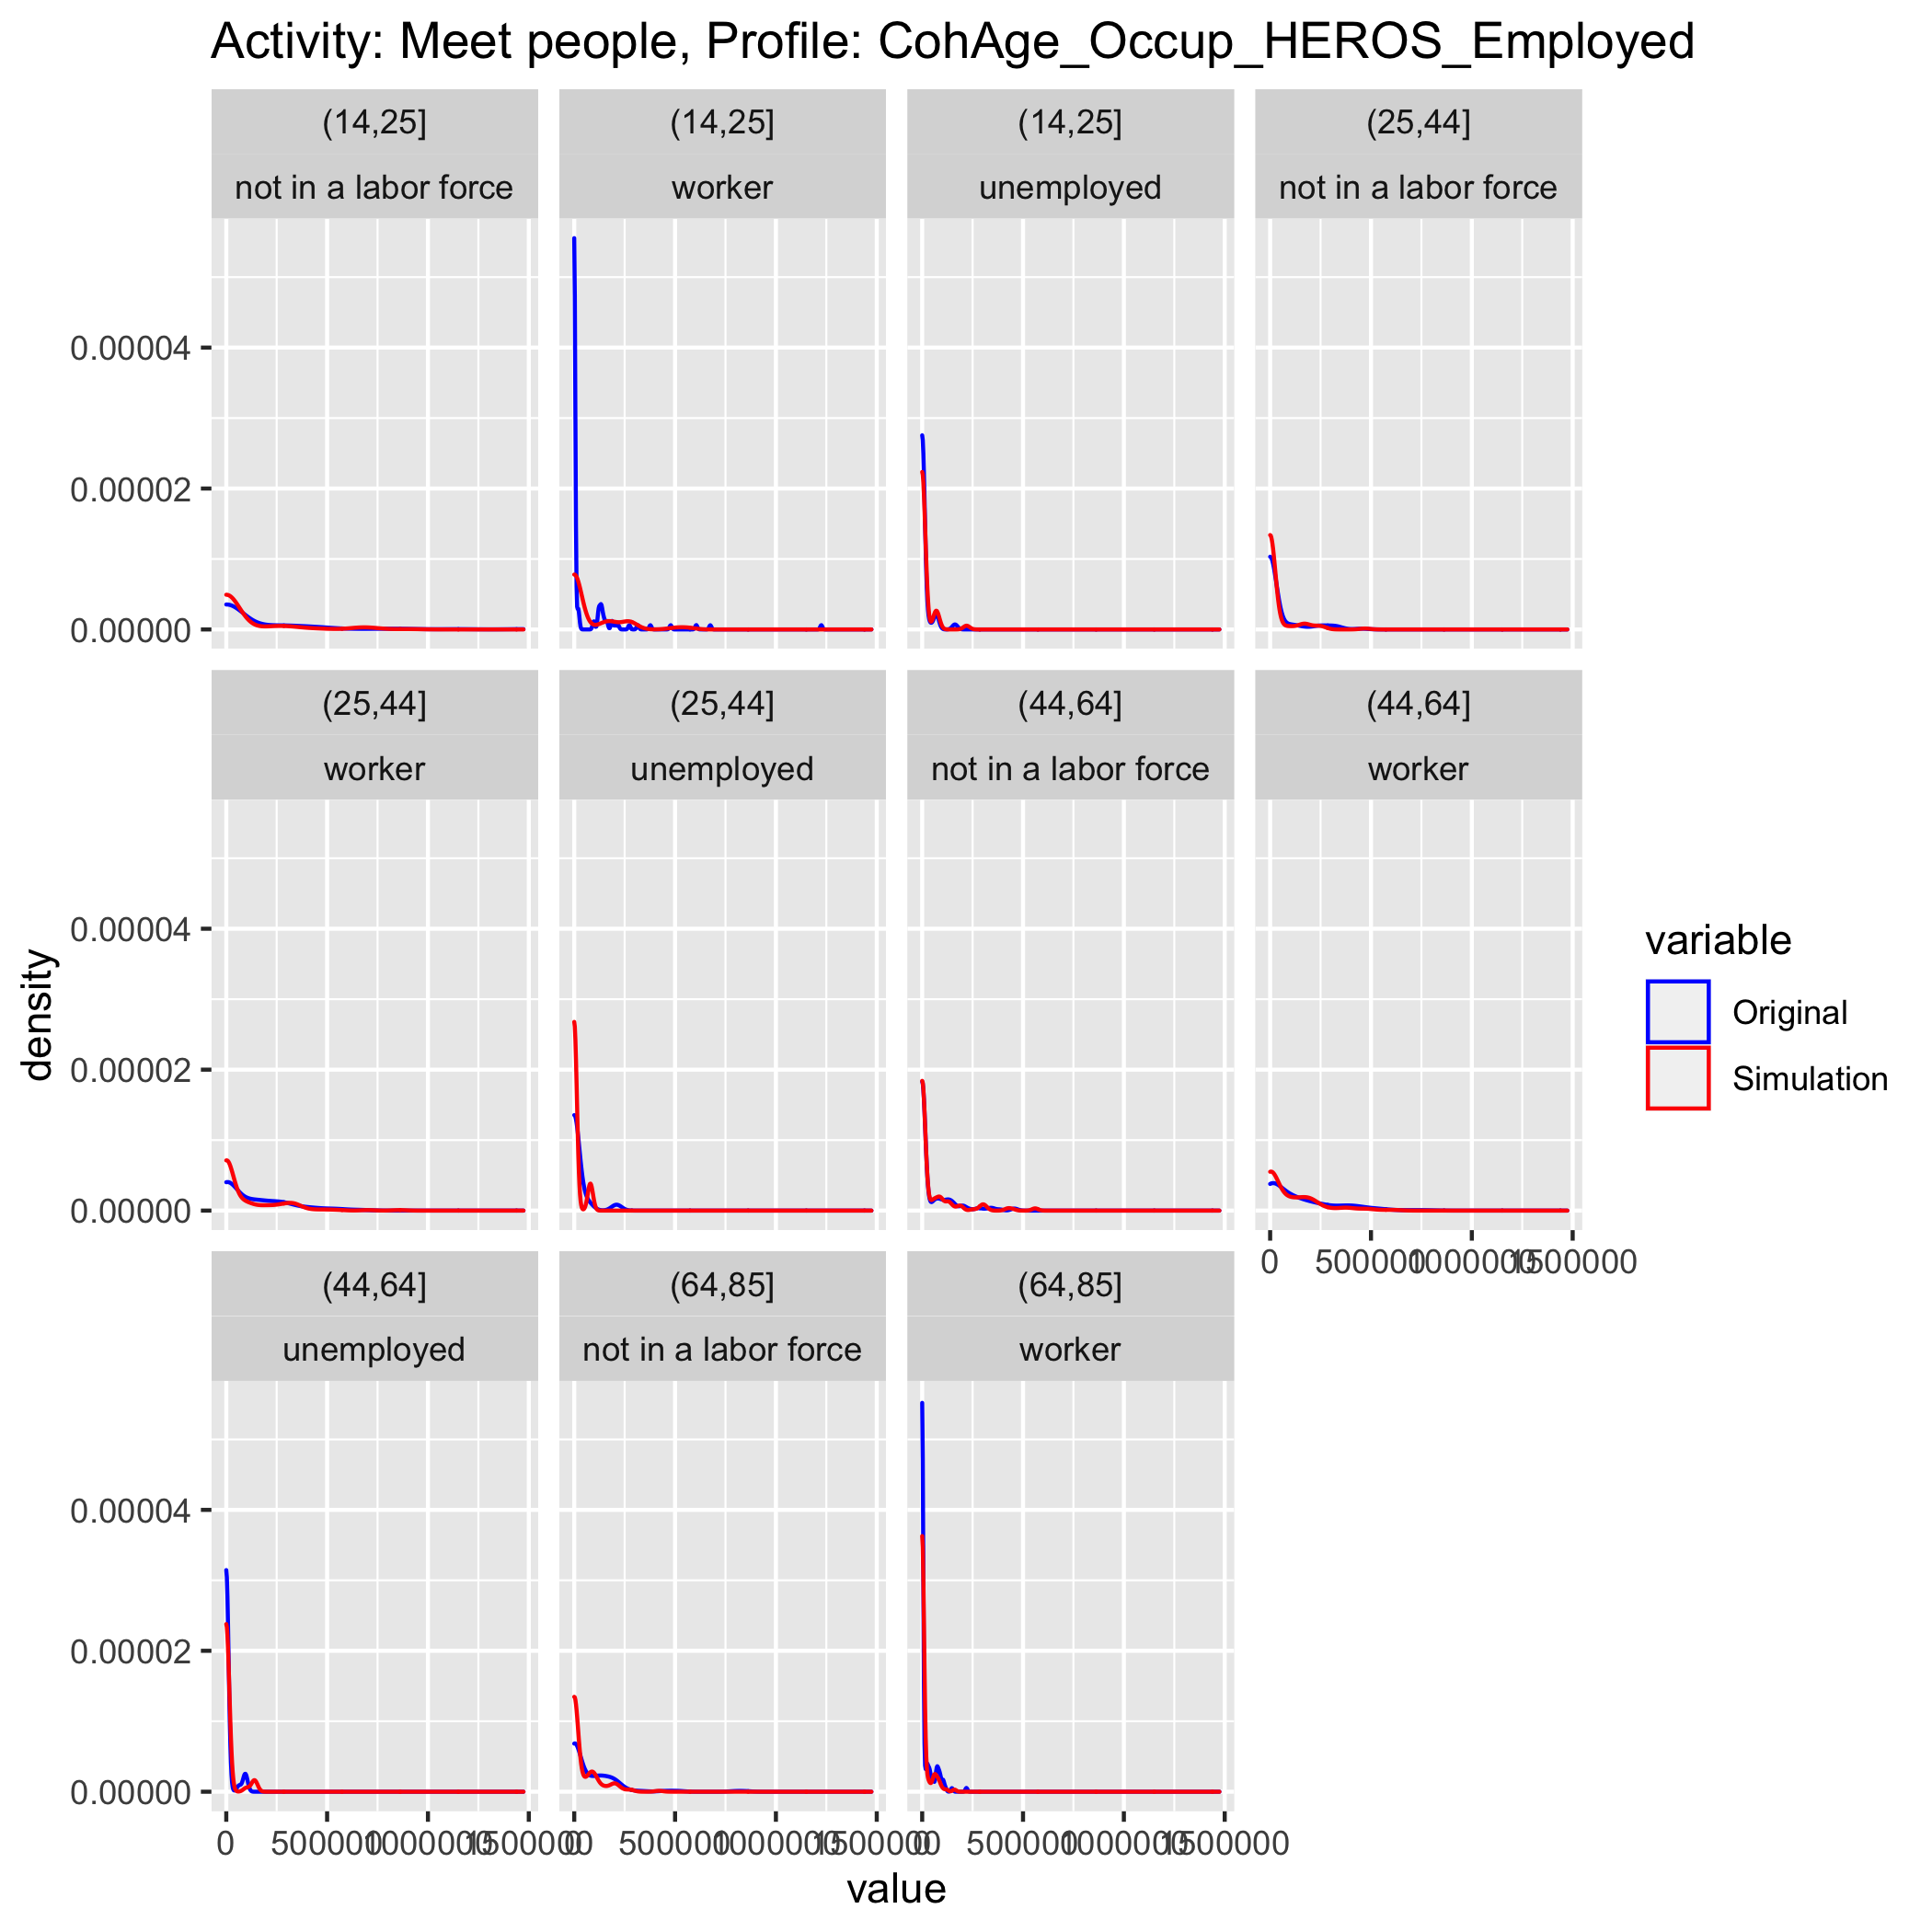 Activity: Meet people, Profile: CohAge_Occup_HEROS_Employed
(14,25] (14,25] (14,25] (25,44]
not in a labor force worker unemployed not in a labor force
0.00004
0.00002
0.00000
(25,44] (25,44] (44,64] (44,64]
worker unemployed not in a labor force worker
0.00004
0.00002
0.00000
0 500000 1000000 1500000
(44,64] (64,85] (64,85]
unemployed not in a labor force worker
0.00004
0.00002
0.00000
0 500000 1000000 1500000 0 500000 1000000 1500000 0 500000 1000000 1500000
value
density
variable
Original
Simulation